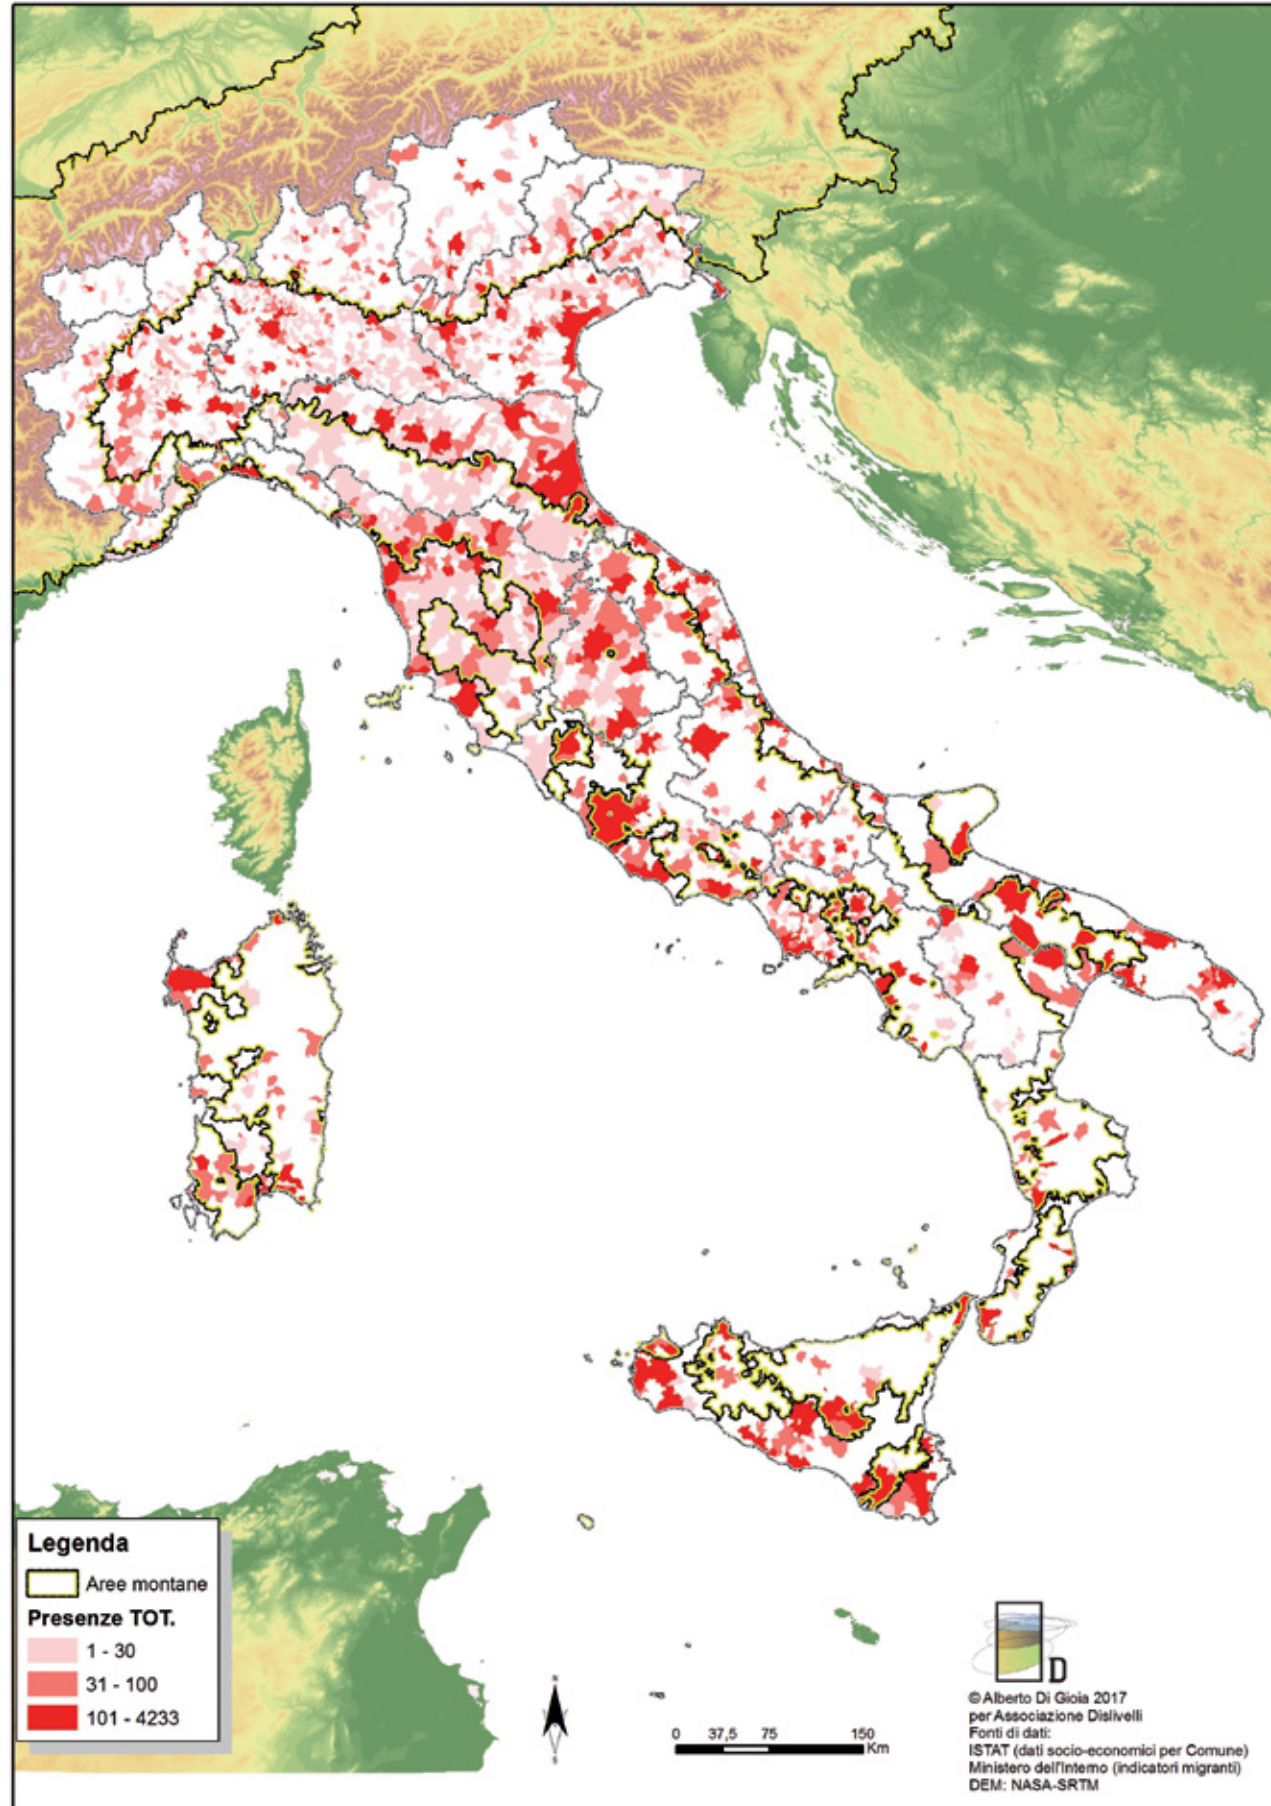 Legenda
Aree montane
Presenze TOT.
1 - 30
31 - 100
101 - 4233
N
S
0 37,5 75 150
Km
D
© Alberto Di Gioia 2017
per Associazione Dislivelli
Fonti di dati:
ISTAT (dati socio-economici per Comune)
Ministero dell'Interno (indicatori migranti)
DEM: NASA-SRTM